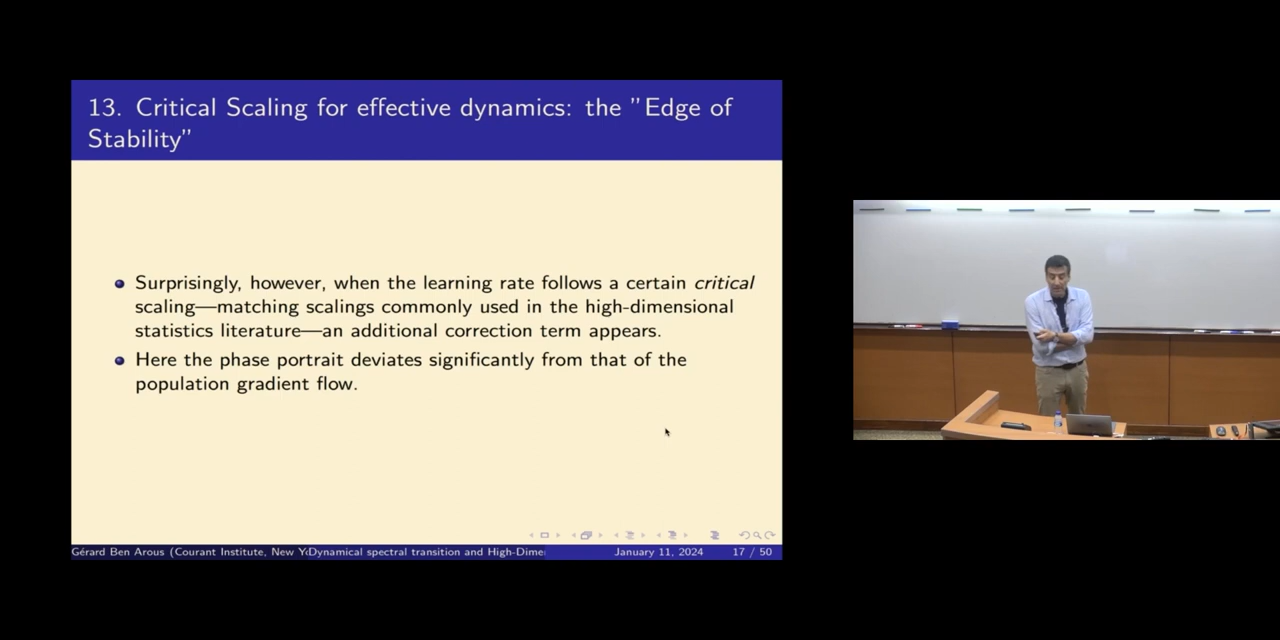 13. Critical Scaling for effective dynamics: the "Edge of
Stability"
Surprisingly, however, when the learning rate follows a certain critical
scaling—matching scalings commonly used in the high-dimensional
statistics literature—an additional correction term appears.
Here the phase portrait deviates significantly from that of the
population gradient flow.
Gérard Ben Arous (Courant Institute, New Yo
Dynamical spectral transition and High-Dime
January 11, 2024
17 / 50